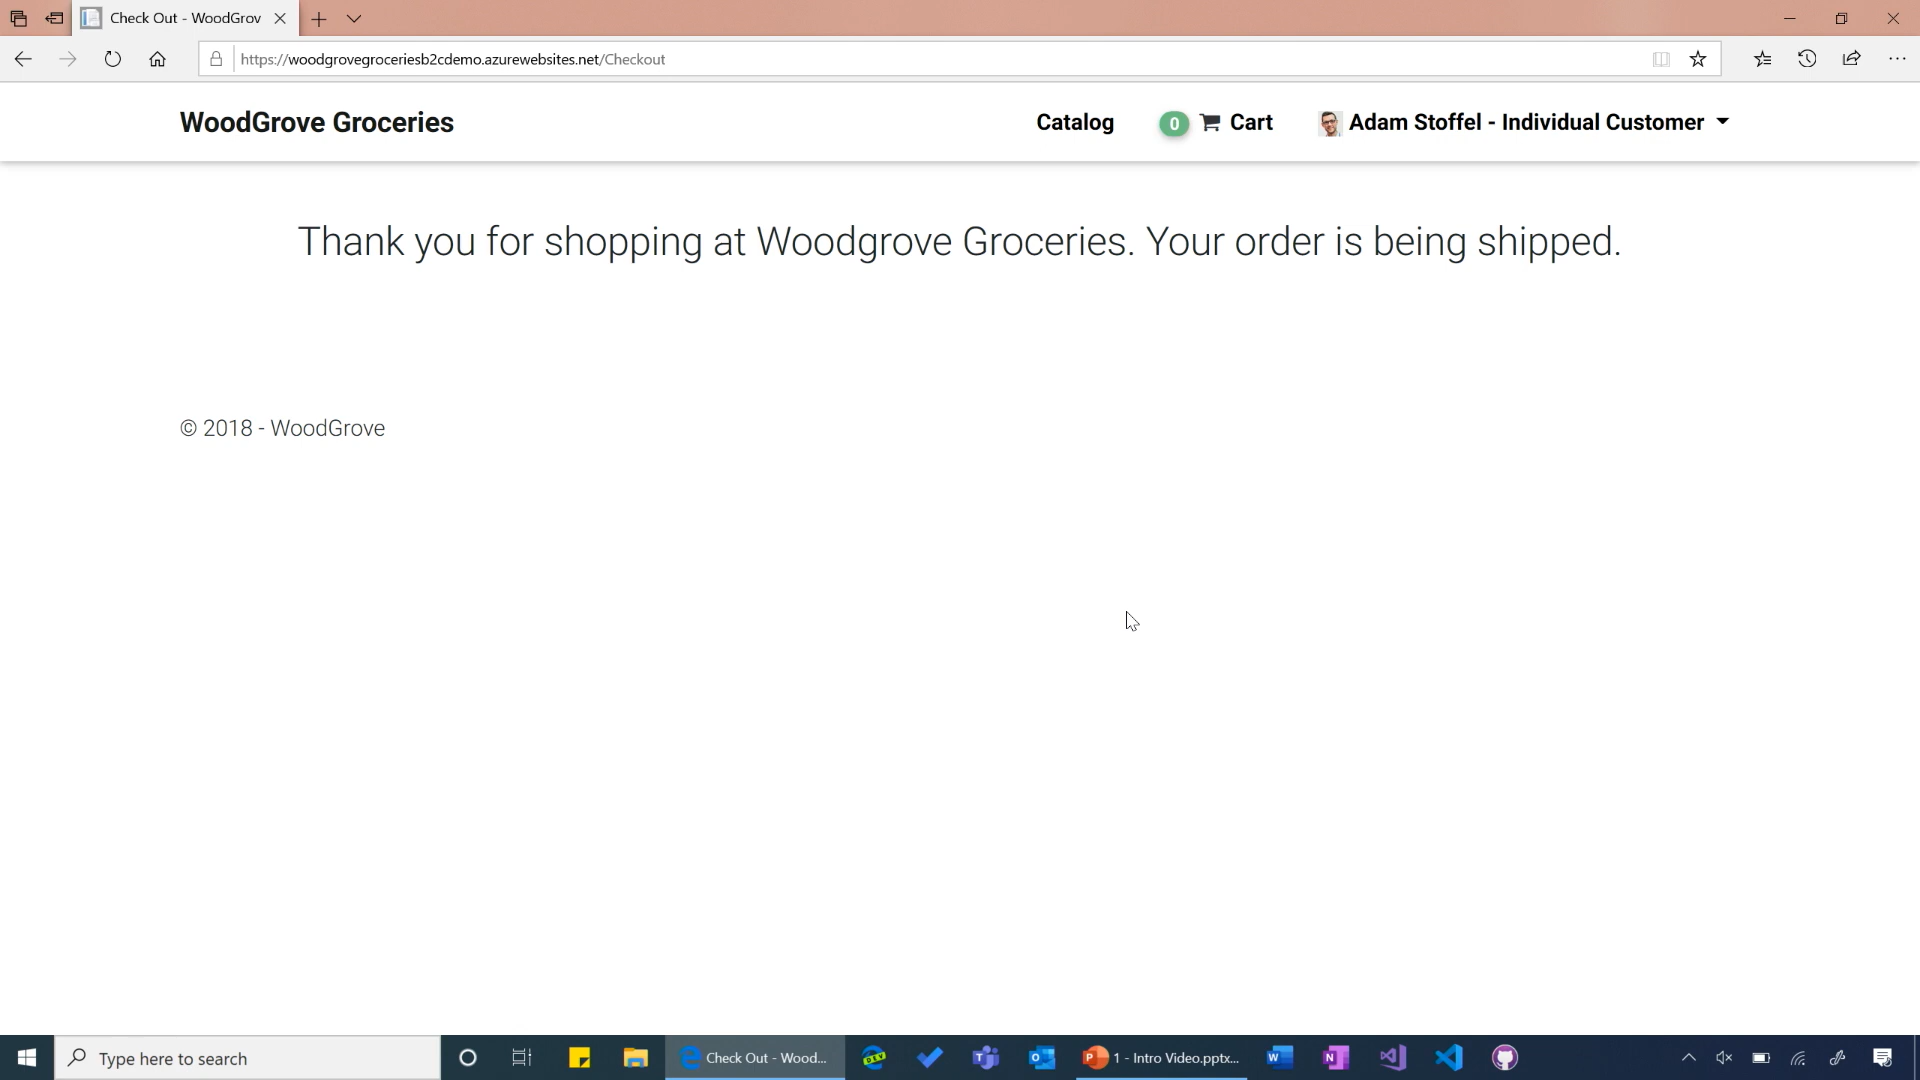 Check Out - WoodGrov
https://woodgrovegroceriesb2cdemo.azurewebsites.net/Checkout
WoodGrove Groceries
Catalog
0 Cart
Adam Stoffel - Individual Customer
Thank you for shopping at Woodgrove Groceries. Your order is being shipped.
© 2018 - WoodGrove
Type here to search
Check Out - Wood...
DEV
1 - Intro Video.pptx...